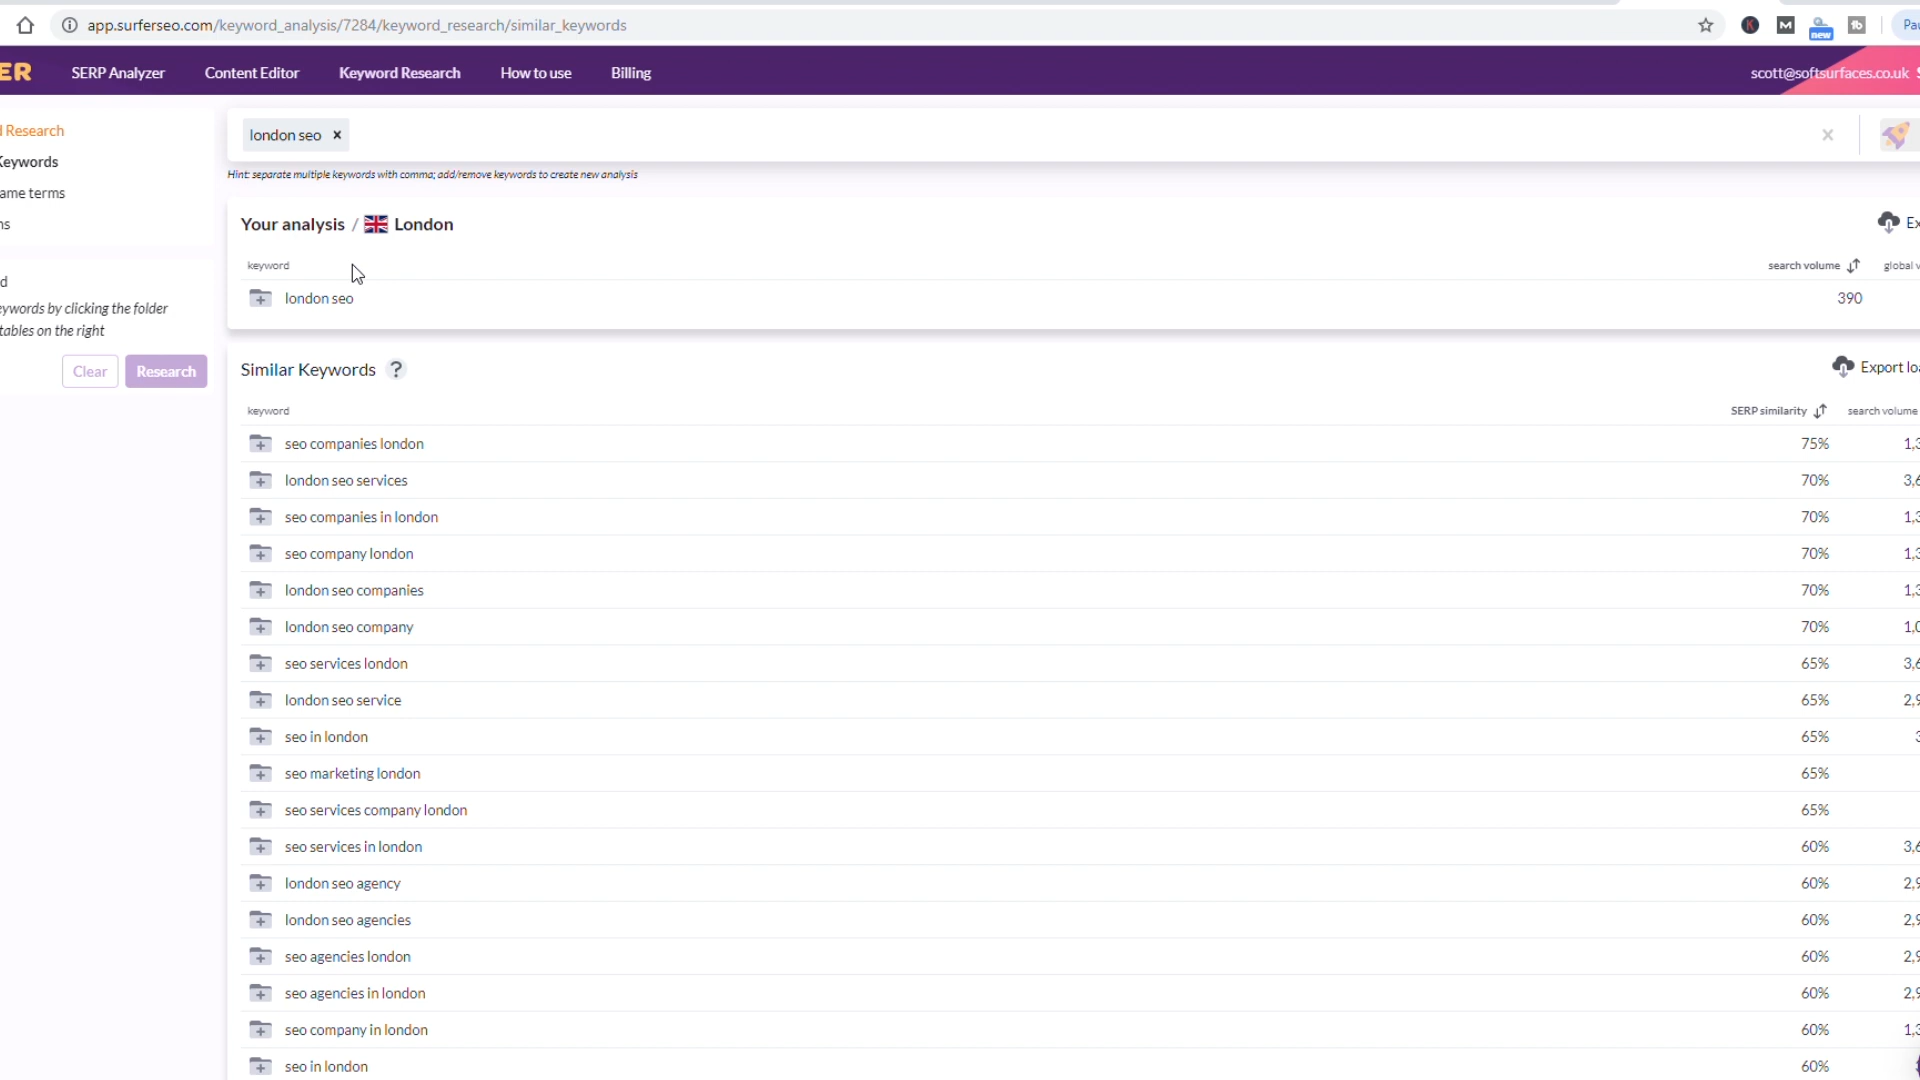 app.surferseo.com/keyword_analysis/7284/keyword_research/similar_keywords
new
ER SERP Analyzer Content Editor Keyword Research How to use Billing scott@softsurfaces.co.uk
Research
Keywords
ame terms
ns
d
eywords by clicking the folder
tables on the right
Clear Research
london seo ×
Hint: separate multiple keywords with comma; add/remove keywords to create new analysis
Your analysis / London
Ex
keyword search volume global v
london seo 390
Similar Keywords ?
Export loa
keyword SERP similarity search volume
seo companies london 75% 1,3
london seo services 70% 3,6
seo companies in london 70% 1,3
seo company london 70% 1,3
london seo companies 70% 1,3
london seo company 70% 1,0
seo services london 65% 3,6
london seo service 65% 2,9
seo in london 65% 3
seo marketing london 65%
seo services company london 65%
seo services in london 60% 3,6
london seo agency 60% 2,9
london seo agencies 60% 2,9
seo agencies london 60% 2,9
seo agencies in london 60% 2,9
seo company in london 60% 1,3
seo in london 60%